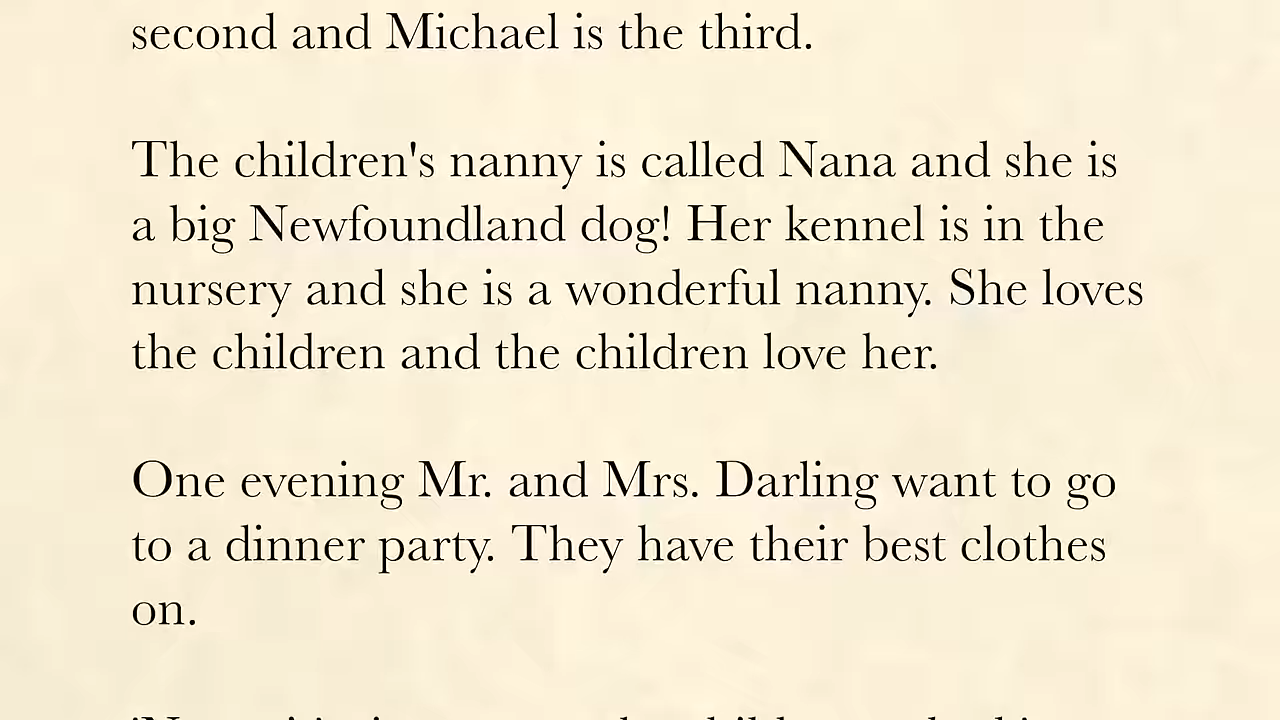 second and Michael is the third.
The children's nanny is called Nana and she is
a big Newfoundland dog! Her kennel is in the
nursery and she is a wonderful nanny. She loves
the children and the children love her.
One evening Mr. and Mrs. Darling want to go
to a dinner party. They have their best clothes
on.